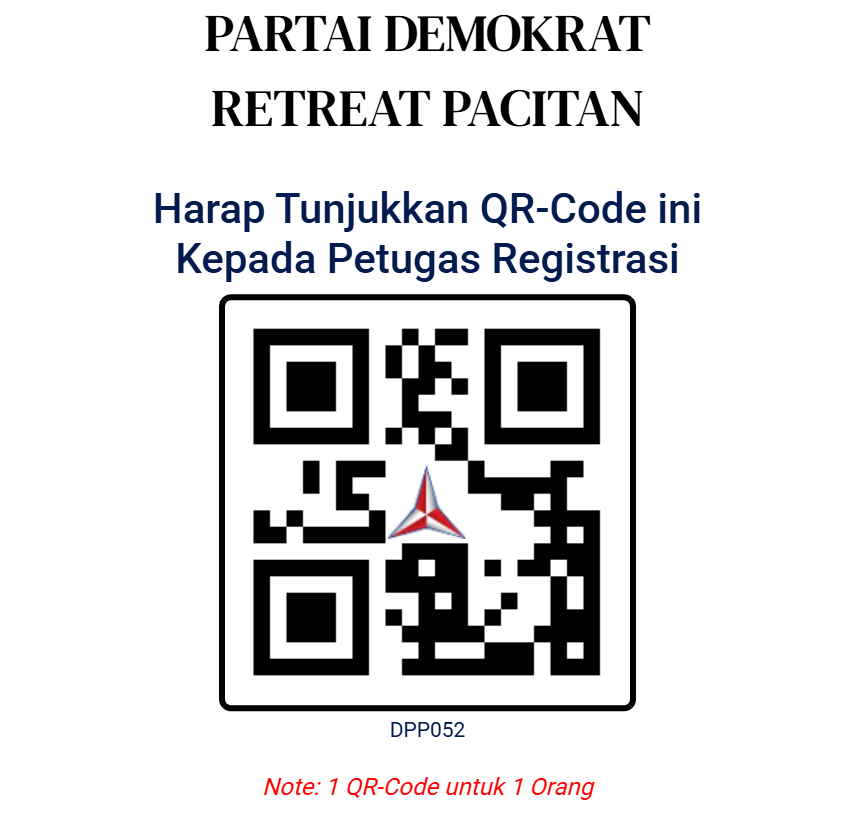 PARTAI DEMOKRAT
RETREAT PACITAN
Harap Tunjukkan QR-Code ini
Kepada Petugas Registrasi
DPP052
Note: 1 QR-Code untuk 1 Orang